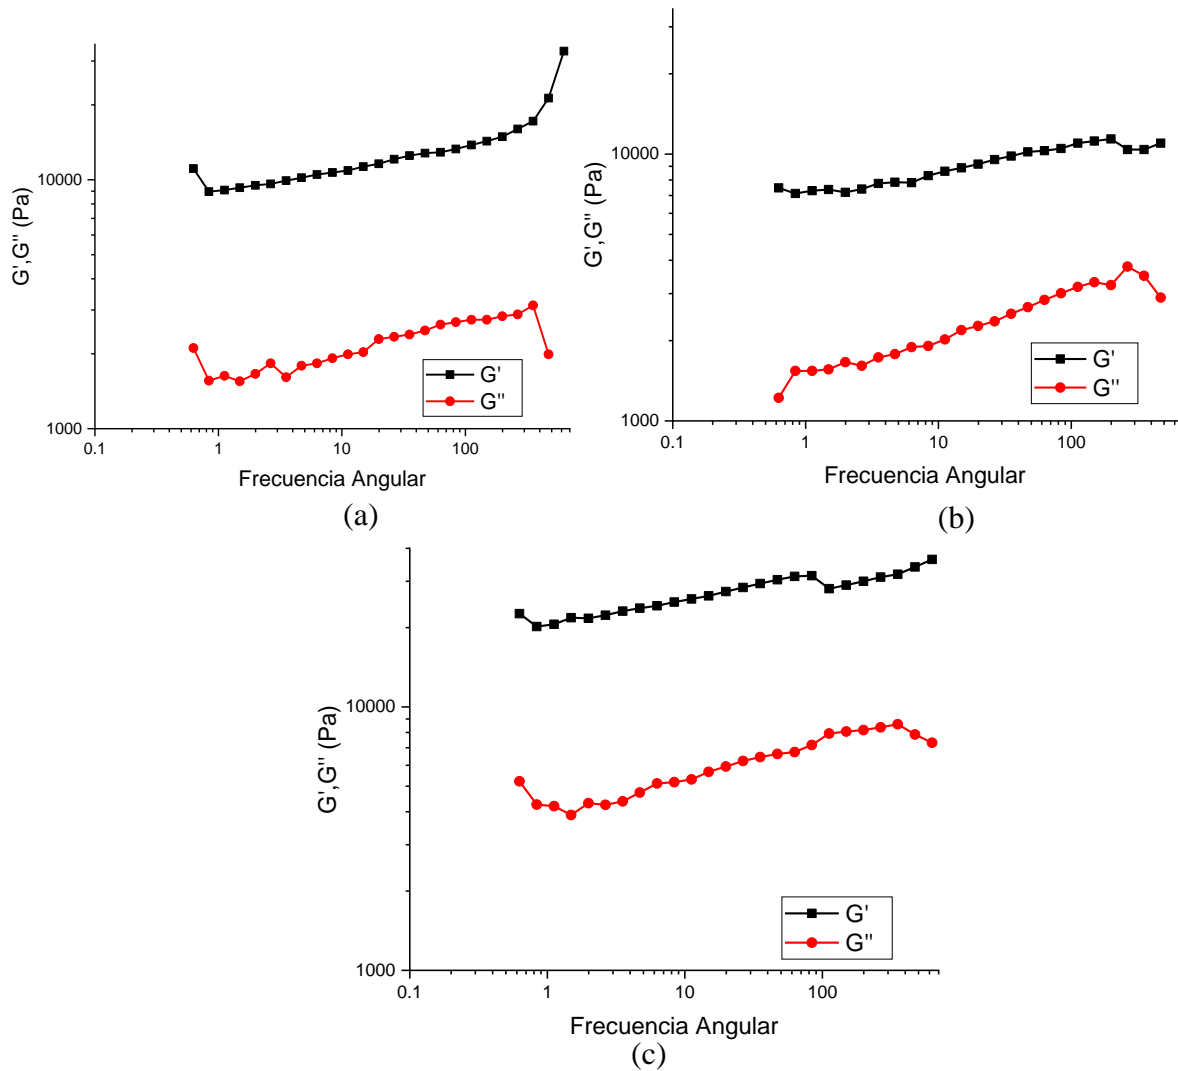 G',G'' (Pa)
10000
1000
0.1
1
10
100
G'
G''
Frecuencia Angular
(a)
G',G'' (Pa)
10000
1000
0.1
1
10
100
G'
G''
Frecuencia Angular
(b)
G',G'' (Pa)
10000
1000
0.1
1
10
100
G'
G''
Frecuencia Angular
(c)